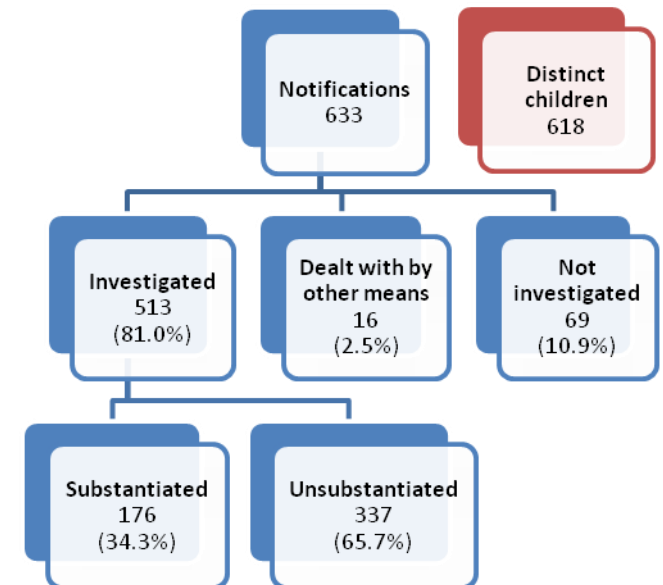 Notifications
633
Distinct
children
618
Investigated
513
(81.0%)
Dealt with by
other means
16
(2.5%)
Not
investigated
69
(10.9%)
Substantiated
176
(34.3%)
Unsubstantiated
337
(65.7%)